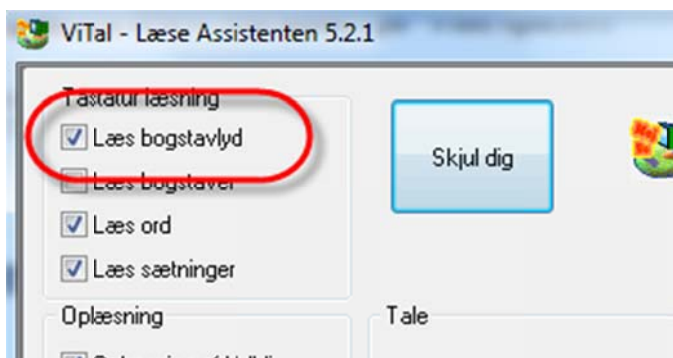 ViTal - Læse Assistenten 5.2.1
Tastatur læsning
Læs bogstavlyd
Skjul dig
Læs bogstaver
Læs ord
Læs sætninger
Oplæsning
Tale